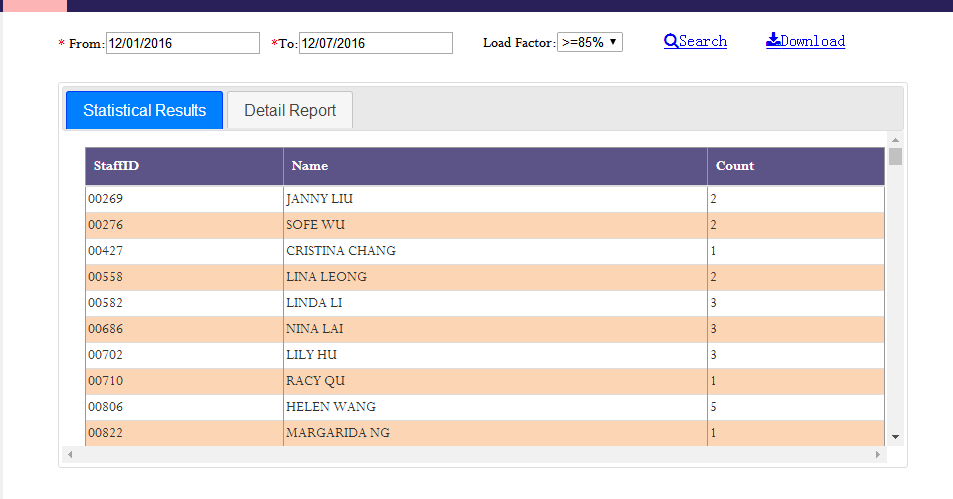 * From: 12/01/2016 *To: 12/07/2016 Load Factor: >=85% Search Download
Statistical Results Detail Report
StaffID Name Count
00269 JANNY LIU 2
00276 SOFE WU 2
00427 CRISTINA CHANG 1
00558 LINA LEONG 2
00582 LINDA LI 3
00686 NINA LAI 3
00702 LILY HU 3
00710 RACY QU 1
00806 HELEN WANG 5
00822 MARGARIDA NG 1